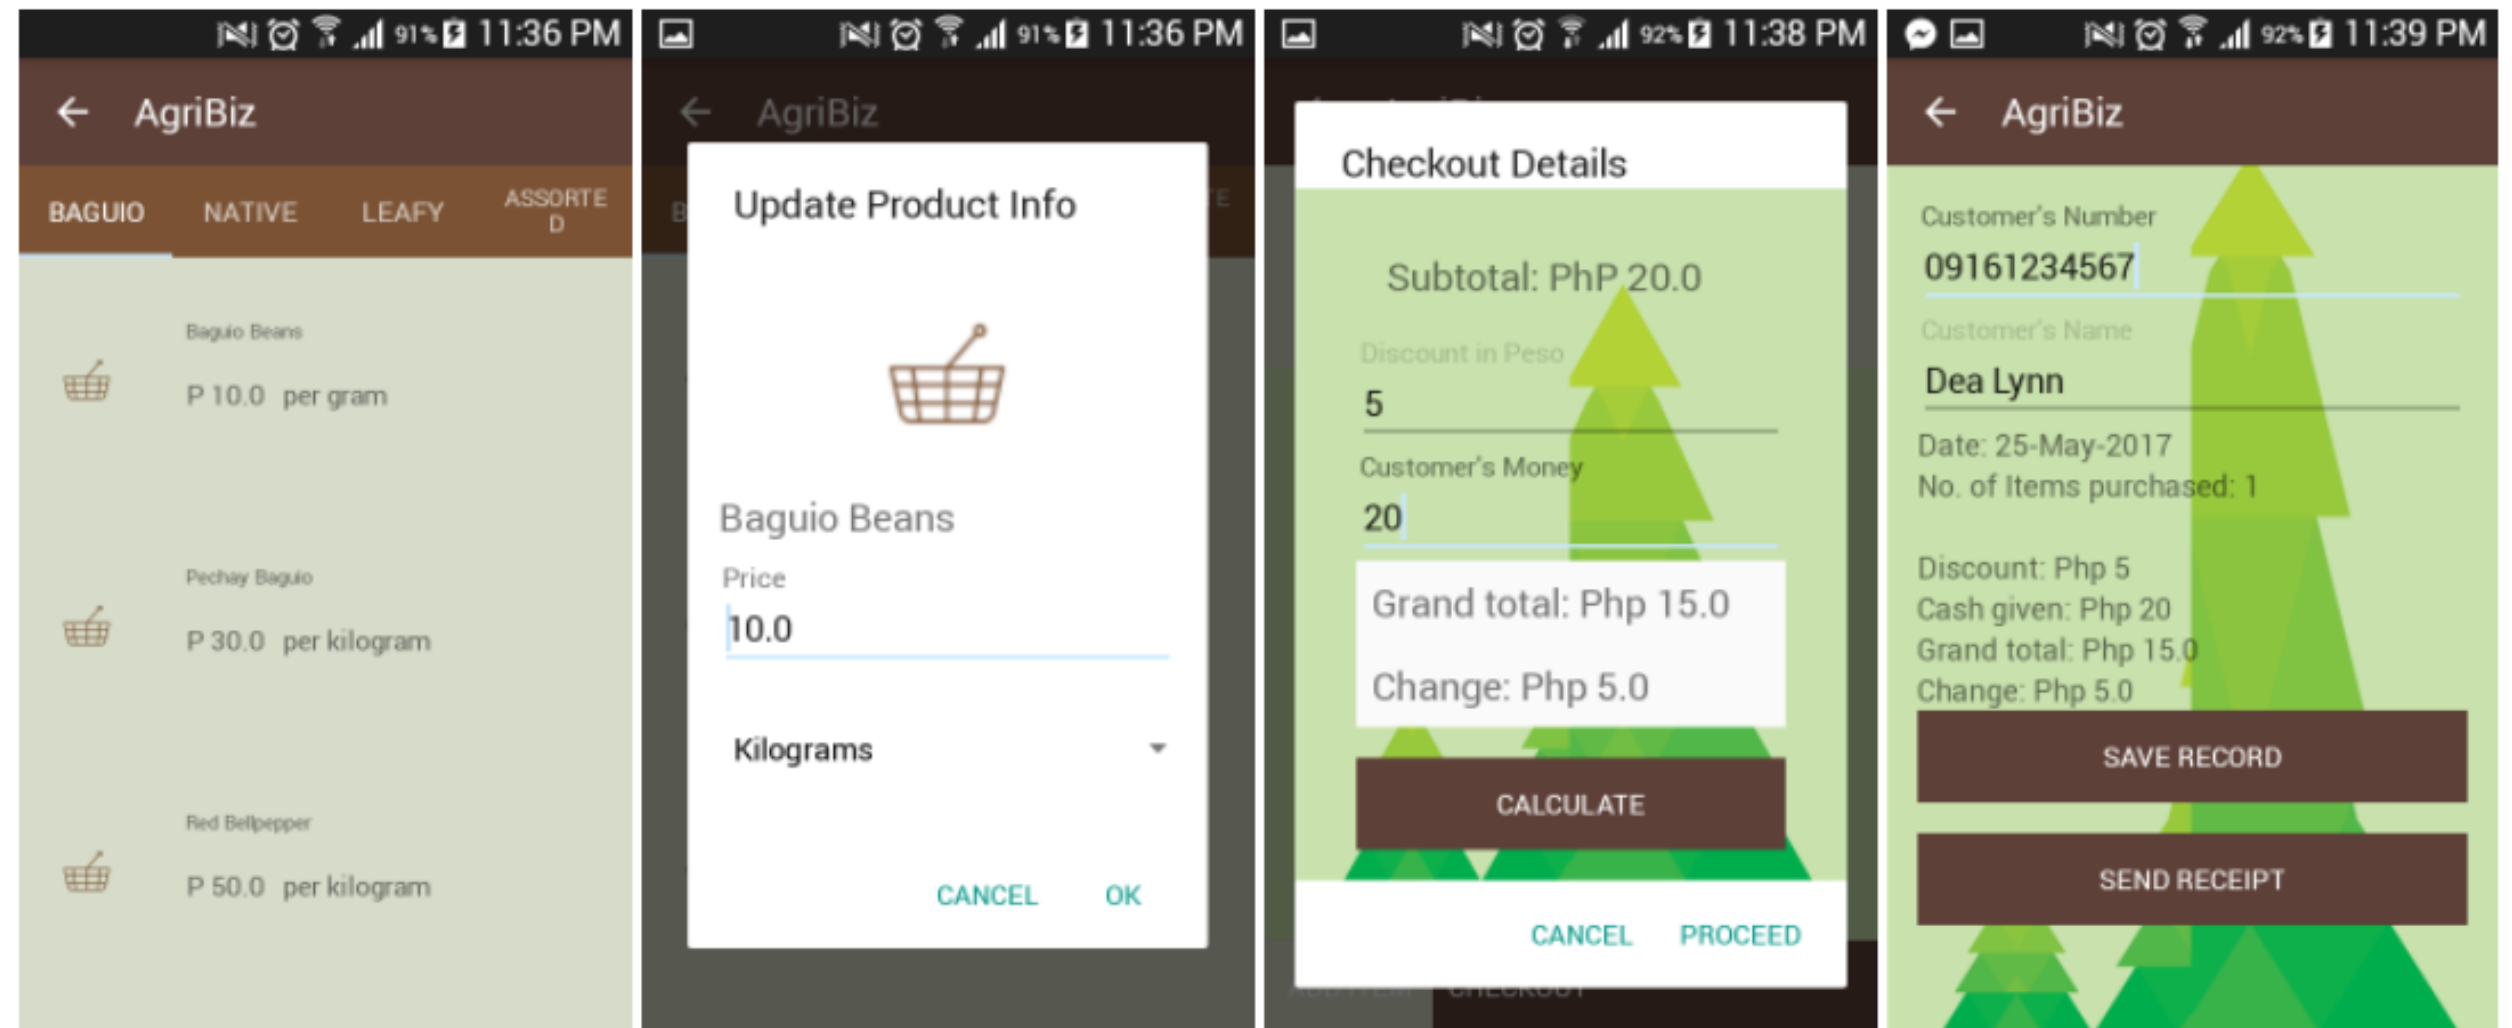 91% 11:36 PM
AgriBiz
BAGUIO NATIVE LEAFY ASSORTE
D
Baguio Beans
P 10.0 per gram
Pechay Baguio
P 30.0 per kilogram
Red Bellpepper
P 50.0 per kilogram
91% 11:36 PM
AgriBiz
Update Product Info
Baguio Beans
Price
10.0
Kilograms
CANCEL OK
92% 11:38 PM
Checkout Details
Subtotal: PhP 20.0
Discount in Peso
5
Customer's Money
20
Grand total: Php 15.0
Change: Php 5.0
CALCULATE
CANCEL PROCEED
CHECKOUT
92% 11:39 PM
AgriBiz
Customer's Number
09161234567
Customer's Name
Dea Lynn
Date: 25-May-2017
No. of Items purchased: 1
Discount: Php 5
Cash given: Php 20
Grand total: Php 15.0
Change: Php 5.0
SAVE RECORD
SEND RECEIPT